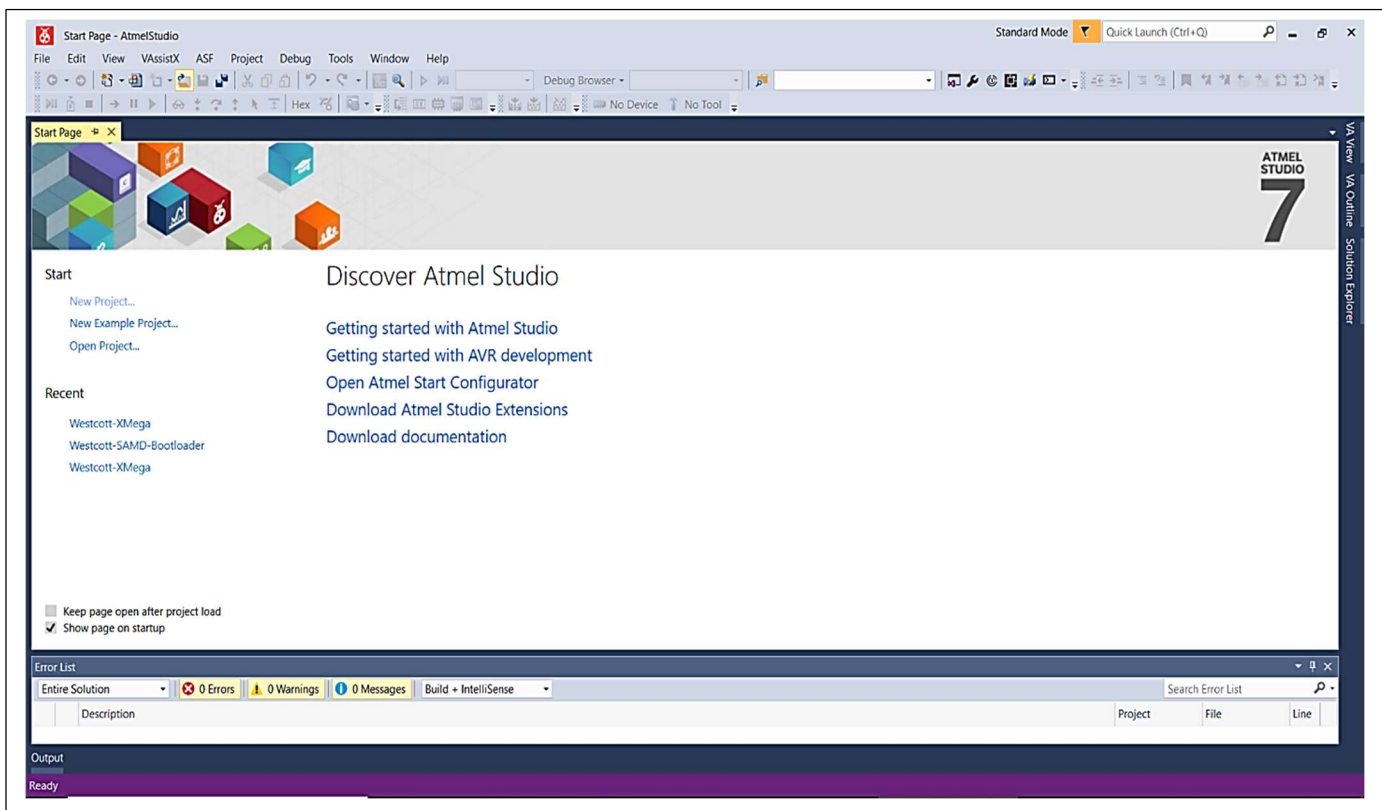 Start Page - AtmelStudio
Standard Mode
Quick Launch (Ctrl+Q)
File Edit View VAssistX ASF Project Debug Tools Window Help
Debug Browser
Hex
No Device
No Tool
Start Page
ATMEL
STUDIO
7
VA View
VA Outline
Solution Explorer
Start
New Project...
New Example Project...
Open Project...
Recent
Westcott-XMega
Westcott-SAMD-Bootloader
Westcott-XMega
Keep page open after project load
Show page on startup
Discover Atmel Studio
Getting started with Atmel Studio
Getting started with AVR development
Open Atmel Start Configurator
Download Atmel Studio Extensions
Download documentation
Error List
Entire Solution
0 Errors
0 Warnings
0 Messages
Build + IntelliSense
Search Error List
Description
Project
File
Line
Output
Ready